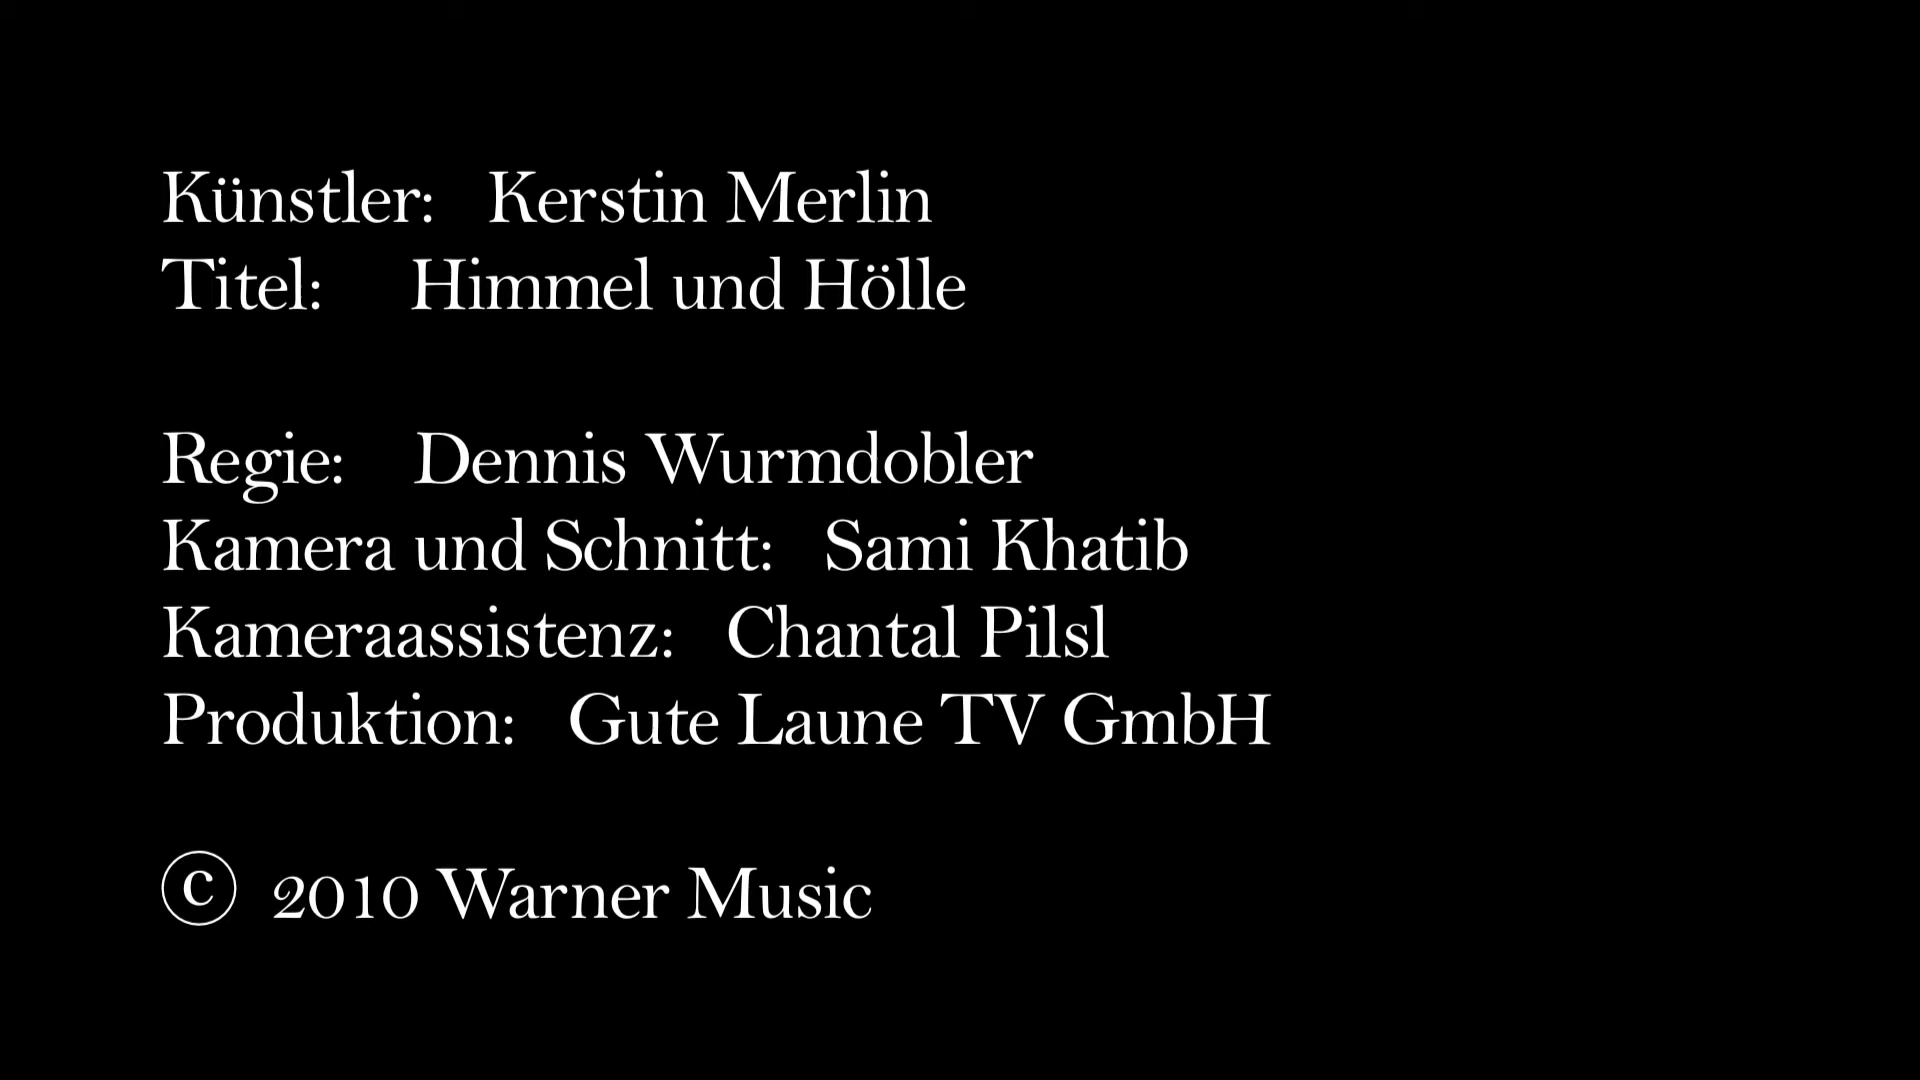 Künstler: Kerstin Merlin
Titel: Himmel und Hölle
Regie: Dennis Wurmdobler
Kamera und Schnitt: Sami Khatib
Kameraassistenz: Chantal Pilsl
Produktion: Gute Laune TV GmbH
© 2010 Warner Music